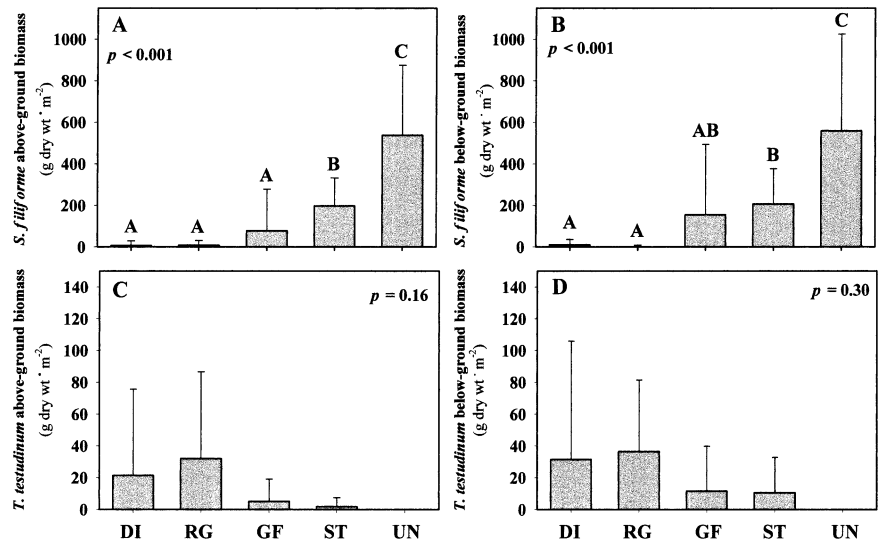 A
p < 0.001
S. filiforme above-ground biomass
(g dry wt · m-2)
1000
800
600
400
200
0
A
A
A
B
C
B
p < 0.001
S. filiforme below-ground biomass
(g dry wt · m-2)
1000
800
600
400
200
0
A
A
AB
B
C
C
p = 0.16
T. testudinum above-ground biomass
(g dry wt · m-2)
140
120
100
80
60
40
20
0
DI RG GF ST UN
D
p = 0.30
T. testudinum below-ground biomass
(g dry wt · m-2)
140
120
100
80
60
40
20
0
DI RG GF ST UN